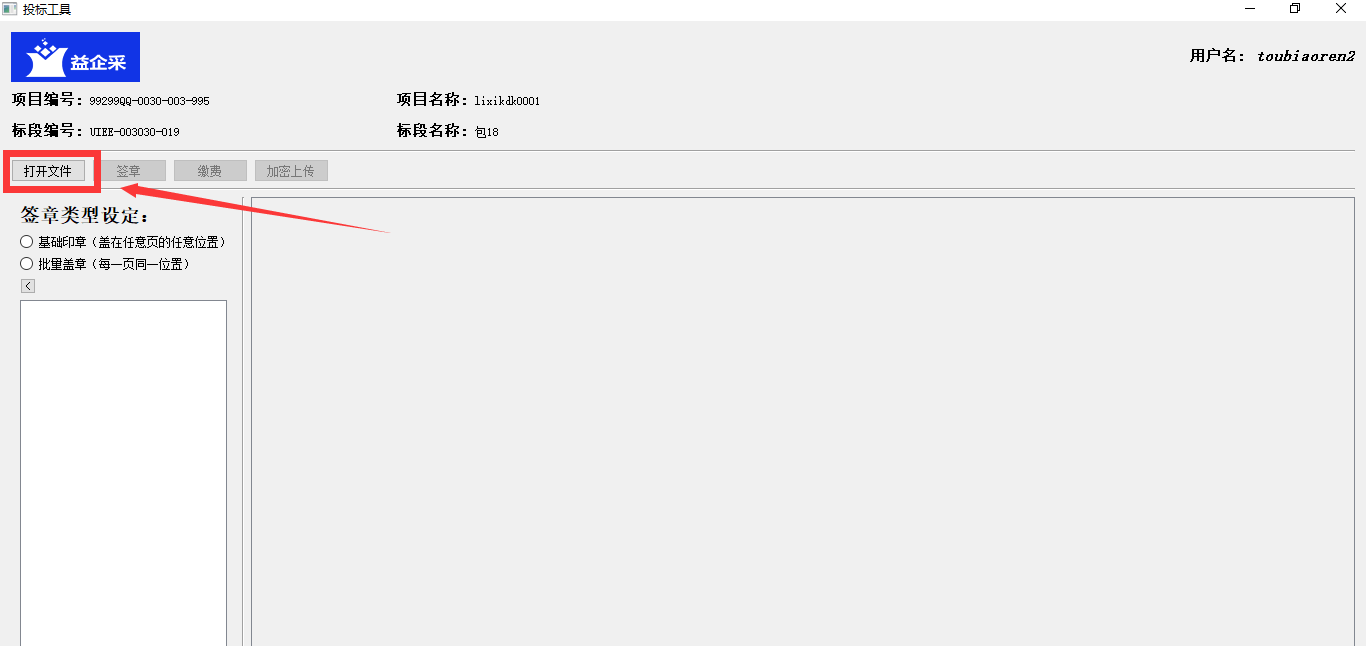 投标工具
益企采
用户名: toubiaoren2
项目编号: 99299QQ-0030-003-995 项目名称: lixikdk0001
标段编号: UIEE-003030-019 标段名称: 包18
打开文件 签章 缴费 加密上传
签章类型设定:
基础印章（盖在任意页的任意位置）
批量盖章（每一页同一位置）
<